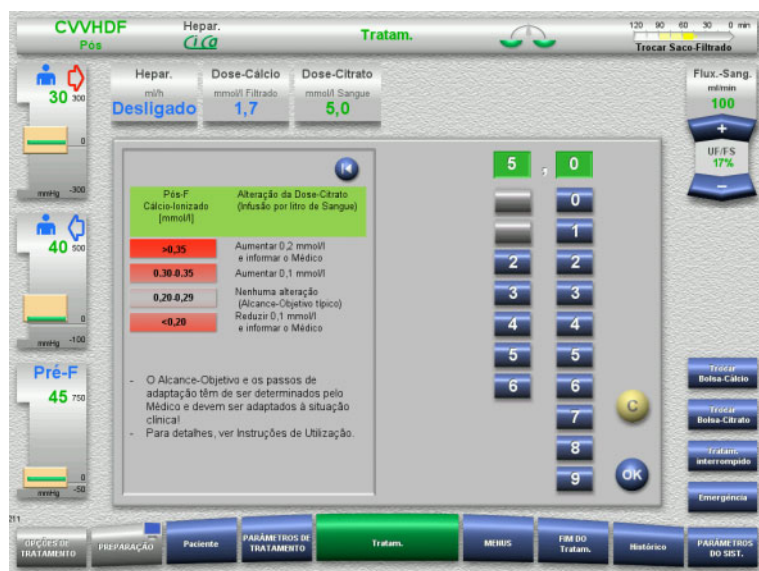 CVVHDF
Pós
Hepar.
Cica
Tratam.
120 90 60 30 0 min
Trocar Saco-Filtrado
30 300
0
mmHg -300
40 500
0
mmHg -100
Pré-F
45 750
0
mmHg -50
Hepar.
ml/h
Desligado
Dose-Cálcio
mmol/l Filtrado
1,7
Dose-Citrato
mmol/l Sangue
5,0
Flux.-Sang.
ml/min
100
+
UF/FS
17%
–
Pós-F
Cálcio-Ionizado
[mmol/l]
Alteração da Dose-Citrato
(Infusão por litro de Sangue)
>0,35
Aumentar 0,2 mmol/l
e informar o Médico
0.30-0.35
Aumentar 0,1 mmol/l
0,20-0,29
Nenhuma alteração
(Alcance-Objetivo típico)
<0,20
Reduzir 0,1 mmol/l
e informar o Médico
- O Alcance-Objetivo e os passos de
adaptação têm de ser determinados pelo
Médico e devem ser adaptados à situação
clínica!
- Para detalhes, ver Instruções de Utilização.
5 , 0
0
1
2 2
3 3
4 4
5 5
6 6
7
8
9
C
OK
Trocar
Bolsa-Cálcio
Trocar
Bolsa-Citrato
Tratam.
interrompido
Emergência
211
OPÇÕES DE
TRATAMENTO
PREPARAÇÃO
Paciente
PARÂMETROS DE
TRATAMENTO
Tratam.
MENUS
FIM DO
Tratam.
Histórico
PARÂMETROS
DO SIST.